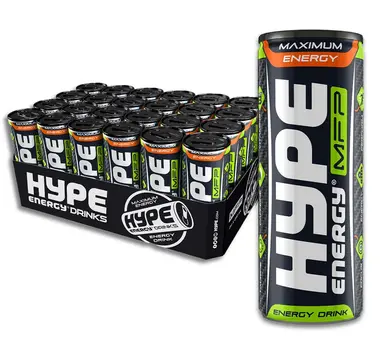 MAXIMUM
ENERGY
HYPE
ENERGY®
MFP
ENERGY DRINK
HYPE
ENERGY DRINKS
MAXIMUM
ENERGY
HYPE
ENERGY DRINK